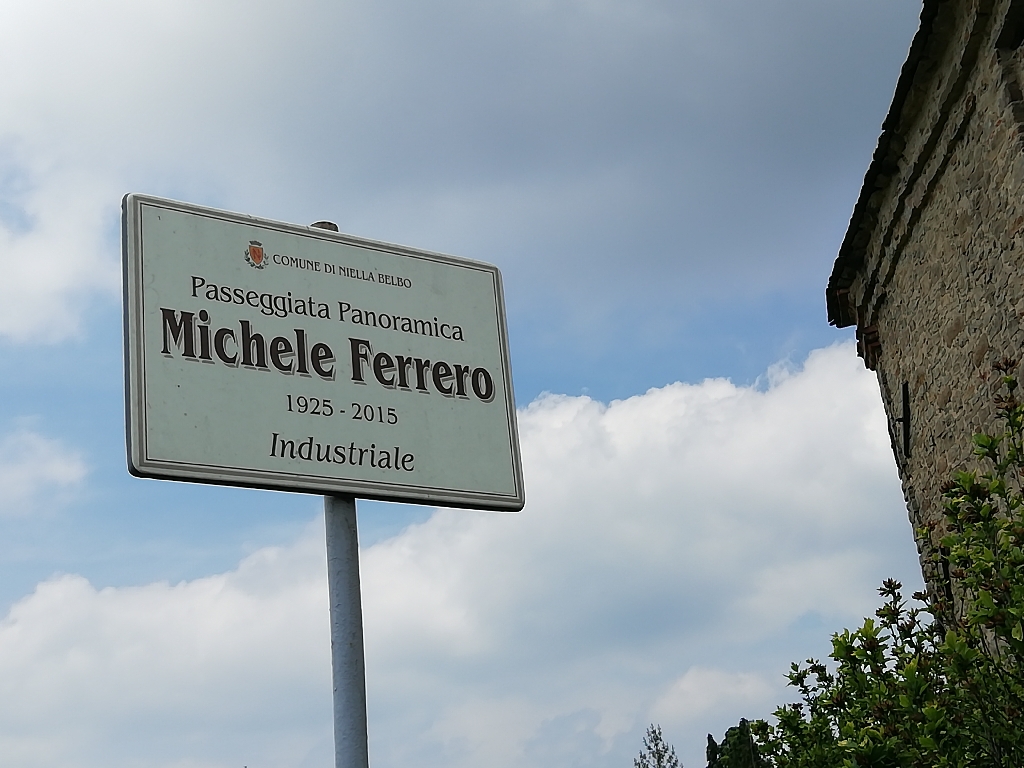 COMUNE DI NIELLA BELBO
Passeggiata Panoramica
Michele Ferrero
1925 - 2015
Industriale